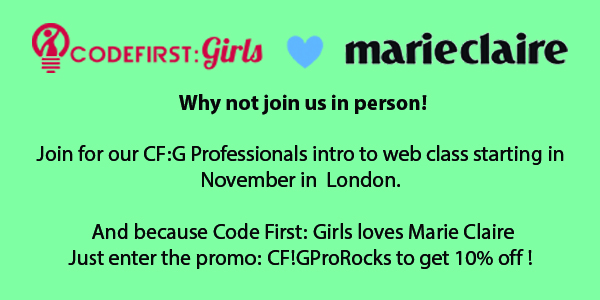 CODEFIRST: Girls marie claire
Why not join us in person!
Join for our CF:G Professionals intro to web class starting in
November in London.
And because Code First: Girls loves Marie Claire
Just enter the promo: CF!GProRocks to get 10% off !